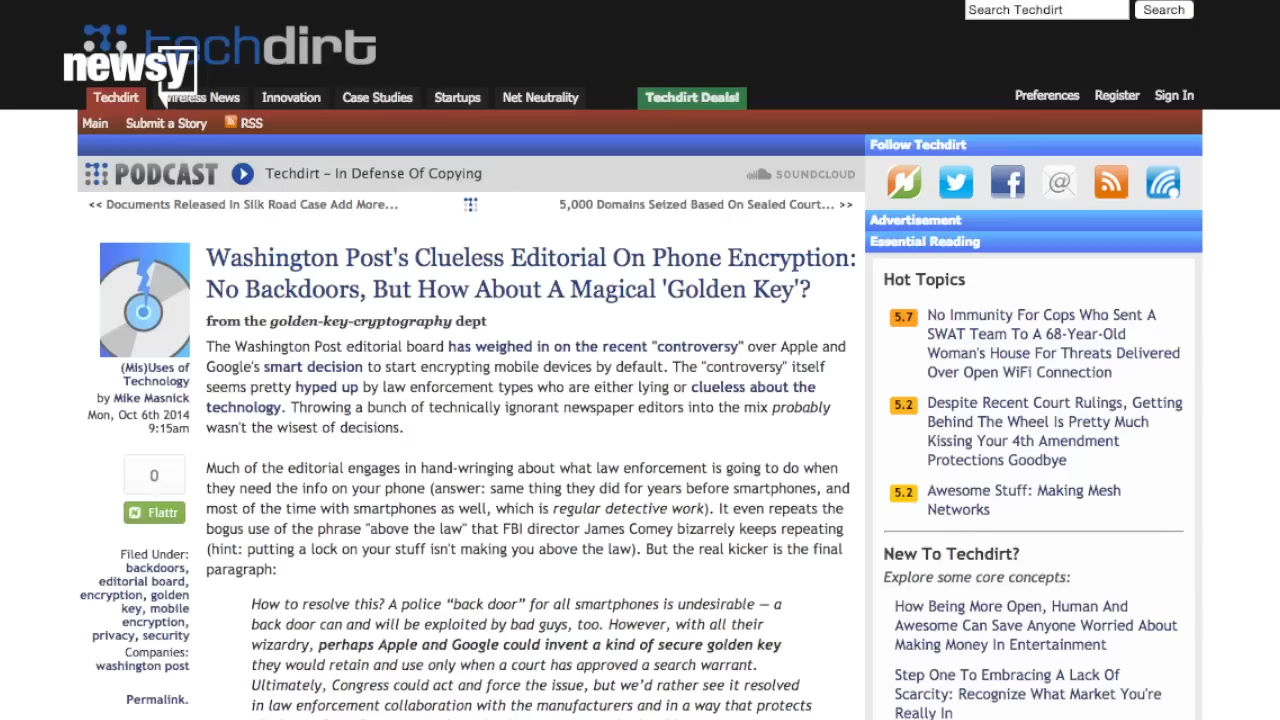 Search Techdirt
Search
techdirt
newsy
Techdirt
Wireless News
Innovation
Case Studies
Startups
Net Neutrality
Techdirt Deals!
Preferences
Register
Sign In
Main
Submit a Story
RSS
PODCAST
Techdirt – In Defense Of Copying
SOUNDCLOUD
<< Documents Released In Silk Road Case Add More...
5,000 Domains Seized Based On Sealed Court... >>
Washington Post's Clueless Editorial On Phone Encryption:
No Backdoors, But How About A Magical 'Golden Key'?
from the golden-key-cryptography dept
(Mis)Uses of
Technology
by Mike Masnick
Mon, Oct 6th 2014
9:15am
0
Flattr
Filed Under:
backdoors,
editorial board,
encryption, golden
key, mobile
encryption,
privacy, security
Companies:
washington post
Permalink.
The Washington Post editorial board has weighed in on the recent "controversy" over Apple and
Google's smart decision to start encrypting mobile devices by default. The "controversy" itself
seems pretty hyped up by law enforcement types who are either lying or clueless about the
technology. Throwing a bunch of technically ignorant newspaper editors into the mix probably
wasn't the wisest of decisions.
Much of the editorial engages in hand-wringing about what law enforcement is going to do when
they need the info on your phone (answer: same thing they did for years before smartphones, and
most of the time with smartphones as well, which is regular detective work). It even repeats the
bogus use of the phrase "above the law" that FBI director James Comey bizarrely keeps repeating
(hint: putting a lock on your stuff isn't making you above the law). But the real kicker is the final
paragraph:
How to resolve this? A police “back door” for all smartphones is undesirable — a
back door can and will be exploited by bad guys, too. However, with all their
wizardry, perhaps Apple and Google could invent a kind of secure golden key
they would retain and use only when a court has approved a search warrant.
Ultimately, Congress could act and force the issue, but we’d rather see it resolved
in law enforcement collaboration with the manufacturers and in a way that protects
Follow Techdirt
Advertisement
Essential Reading
Hot Topics
5.7
No Immunity For Cops Who Sent A
SWAT Team To A 68-Year-Old
Woman's House For Threats Delivered
Over Open WiFi Connection
5.2
Despite Recent Court Rulings, Getting
Behind The Wheel Is Pretty Much
Kissing Your 4th Amendment
Protections Goodbye
5.2
Awesome Stuff: Making Mesh
Networks
New To Techdirt?
Explore some core concepts:
How Being More Open, Human And
Awesome Can Save Anyone Worried About
Making Money In Entertainment
Step One To Embracing A Lack Of
Scarcity: Recognize What Market You're
Really In